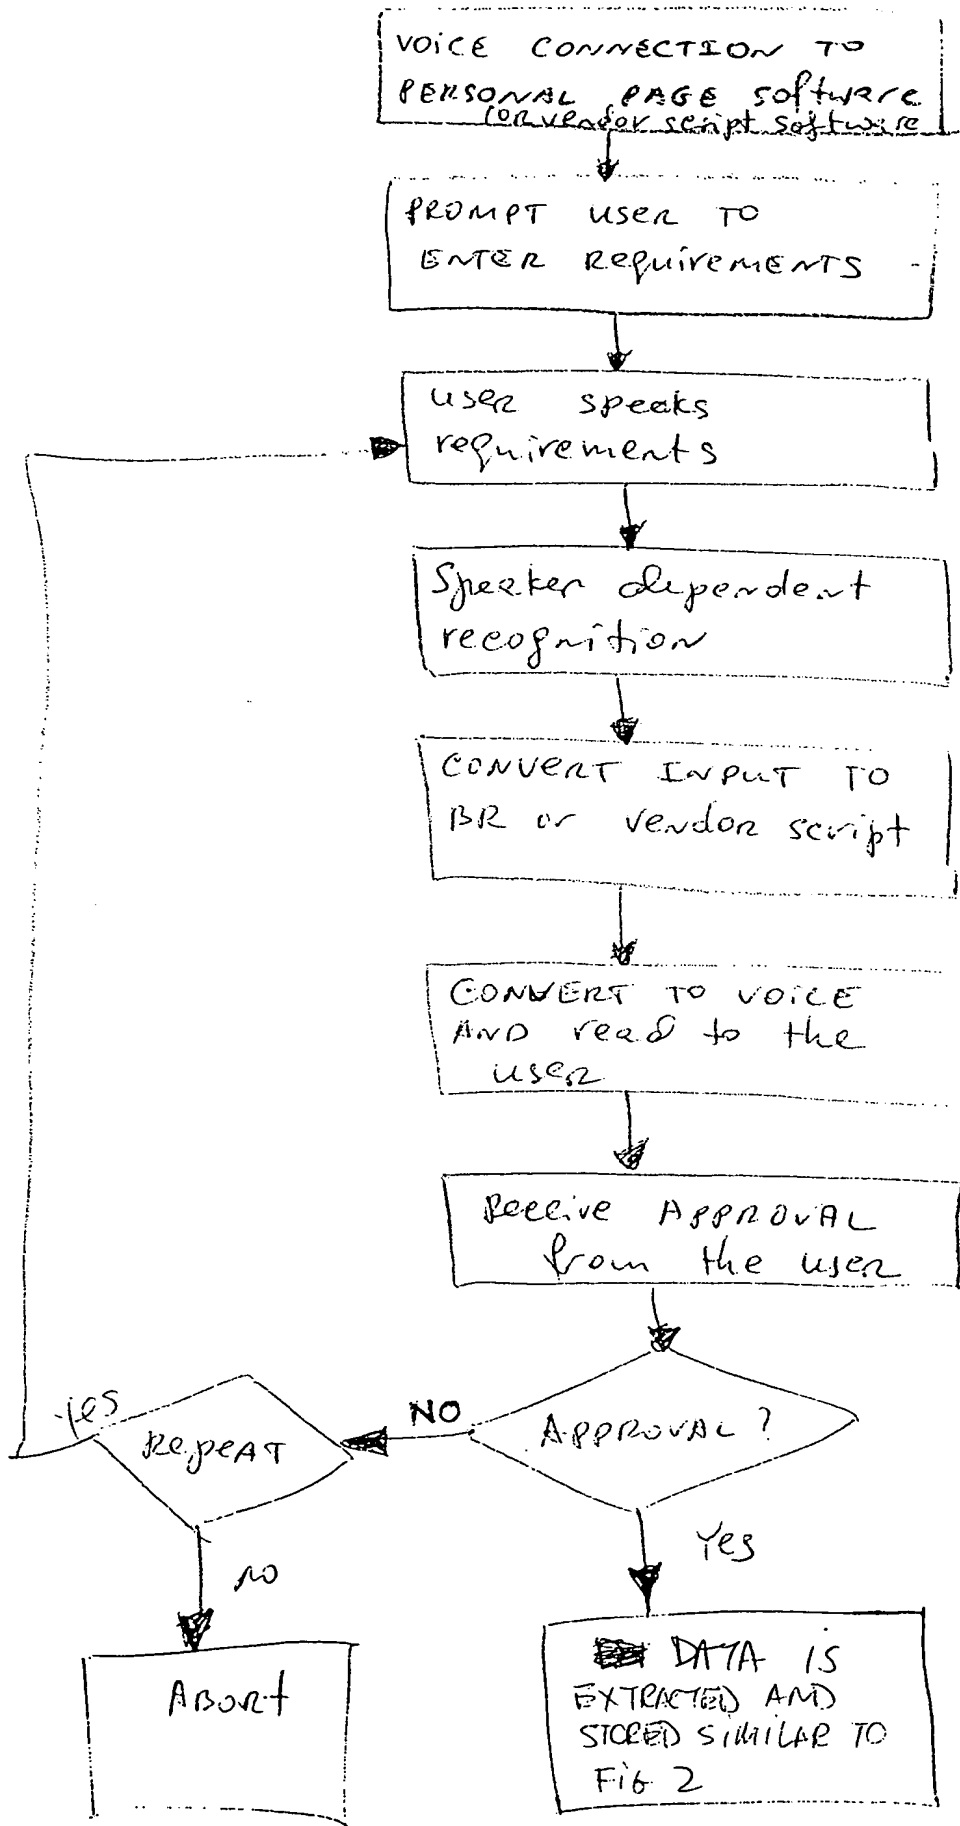 VOICE CONNECTION TO
PERSONAL PAGE software
(OR vendor script software
PROMPT USER TO
ENTER Requirements
user speaks
requirements
Speaker dependent
recognition
CONVERT INPUT TO
BR or vendor script
CONVERT TO VOICE
AND read to the
user
Receive APPROVAL
from the user
APPROVAL?
NO
Repeat
yes
Yes
NO
Abort
DATA IS
EXTRACTED AND
STORED SIMILAR TO
FIG 2